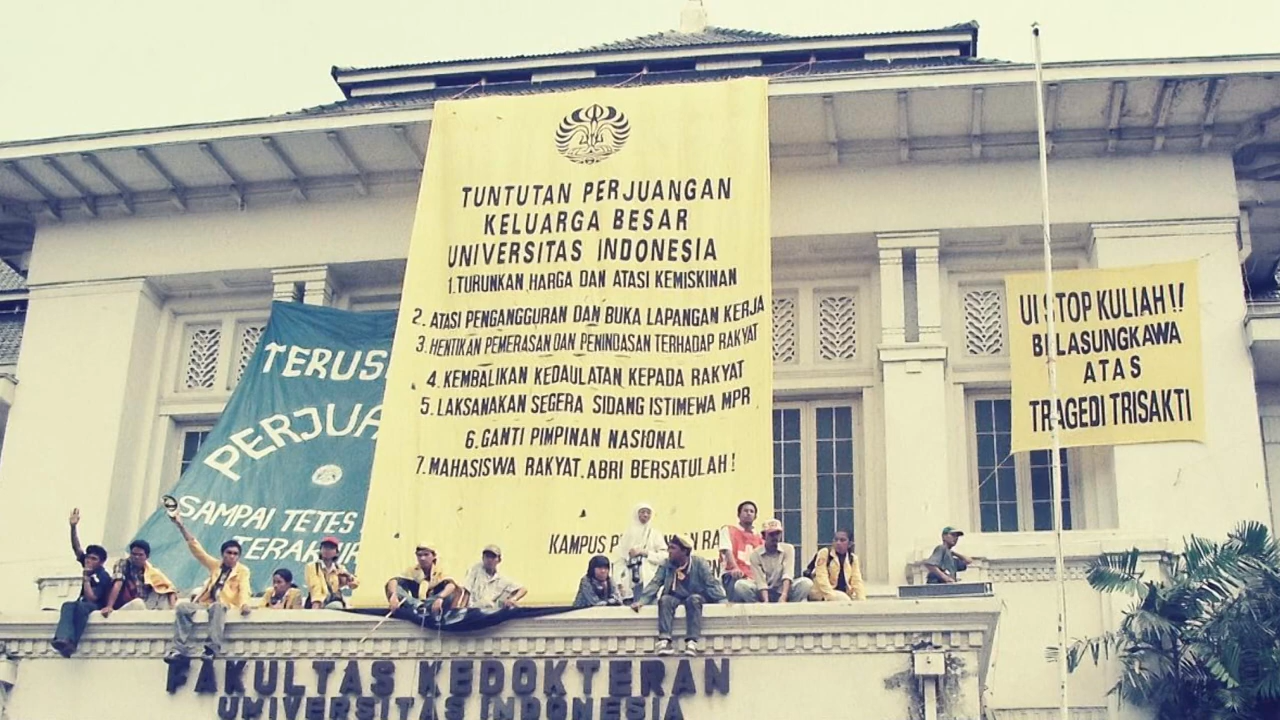 TUNTUTAN PERJUANGAN
KELUARGA BESAR
UNIVERSITAS INDONESIA
1. TURUNKAN HARGA DAN ATASI KEMISKINAN
2. ATASI PENGANGGURAN DAN BUKA LAPANGAN KERJA
3. HENTIKAN PEMERASAN DAN PENINDASAN TERHADAP RAKYAT
4. KEMBALIKAN KEDAULATAN KEPADA RAKYAT
5. LAKSANAKAN SEGERA SIDANG ISTIMEWA MPR
6. GANTI PIMPINAN NASIONAL
7. MAHASISWA RAKYAT. ABRI BERSATULAH!
KAMPUS
TERUS
PERJUA
SAMPAI TETES
UI STOP KULIAH!!
BELASUNGKAWA
ATAS
TRAGEDI TRISAKTI
FAKULTAS KEDOKTERAN
UNIVERSITAS INDONESIA